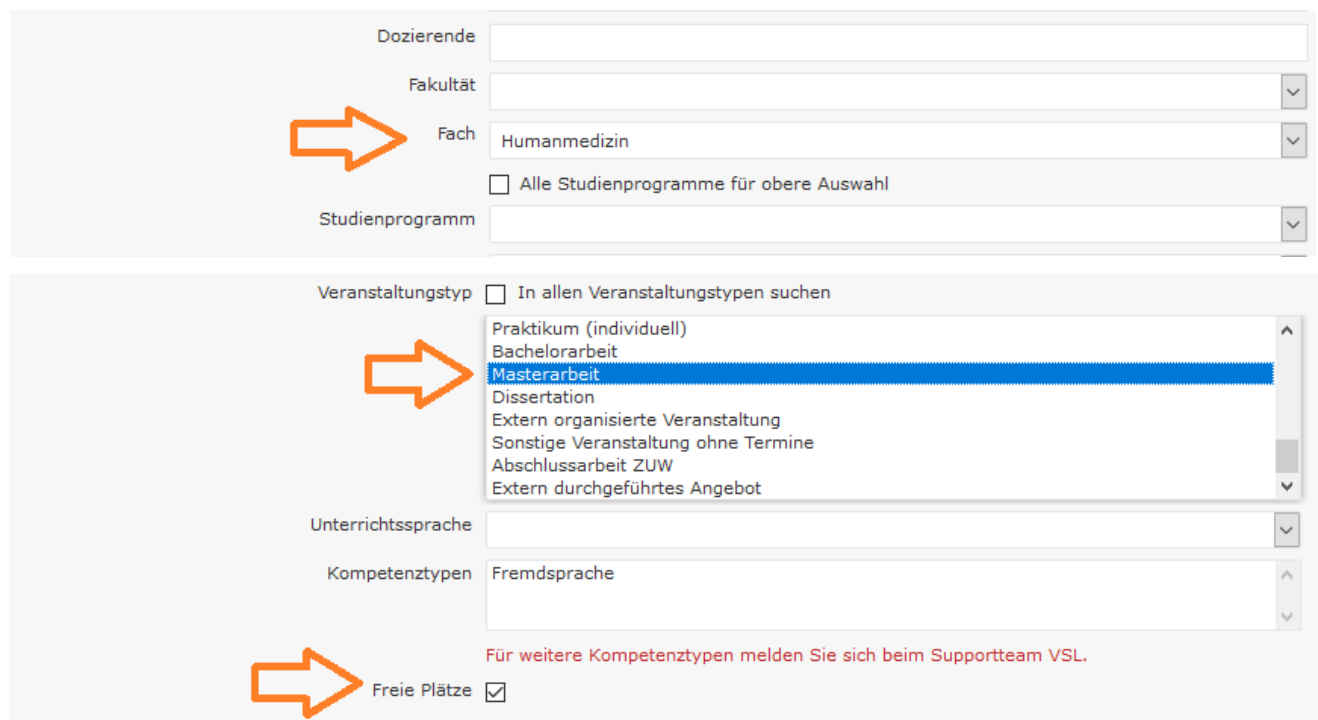 Dozierende
Fakultät
Fach Humanmedizin
Alle Studienprogramme für obere Auswahl
Studienprogramm
Veranstaltungstyp In allen Veranstaltungstypen suchen
Praktikum (individuell)
Bachelorarbeit
Masterarbeit
Dissertation
Extern organisierte Veranstaltung
Sonstige Veranstaltung ohne Termine
Abschlussarbeit ZUW
Extern durchgeführtes Angebot
Unterrichtssprache
Kompetenztypen Fremdsprache
Für weitere Kompetenztypen melden Sie sich beim Supportteam VSL.
Freie Plätze